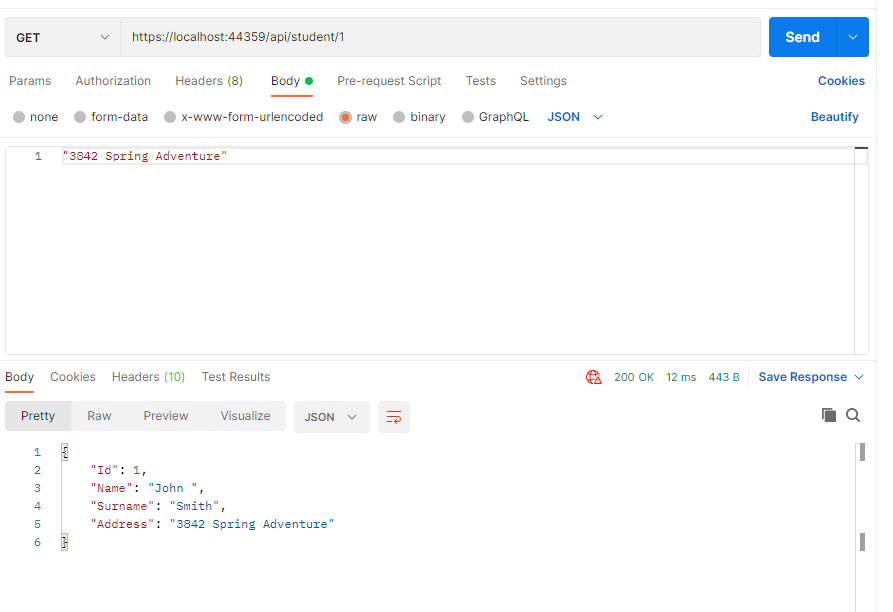 GET https://localhost:44359/api/student/1 Send
Params Authorization Headers (8) Body Pre-request Script Tests Settings Cookies
none form-data x-www-form-urlencoded raw binary GraphQL JSON Beautify
1 "3842 Spring Adventure"
Body Cookies Headers (10) Test Results 200 OK 12 ms 443 B Save Response
Pretty Raw Preview Visualize JSON
1 {
2 "Id": 1,
3 "Name": "John ",
4 "Surname": "Smith",
5 "Address": "3842 Spring Adventure"
6 }